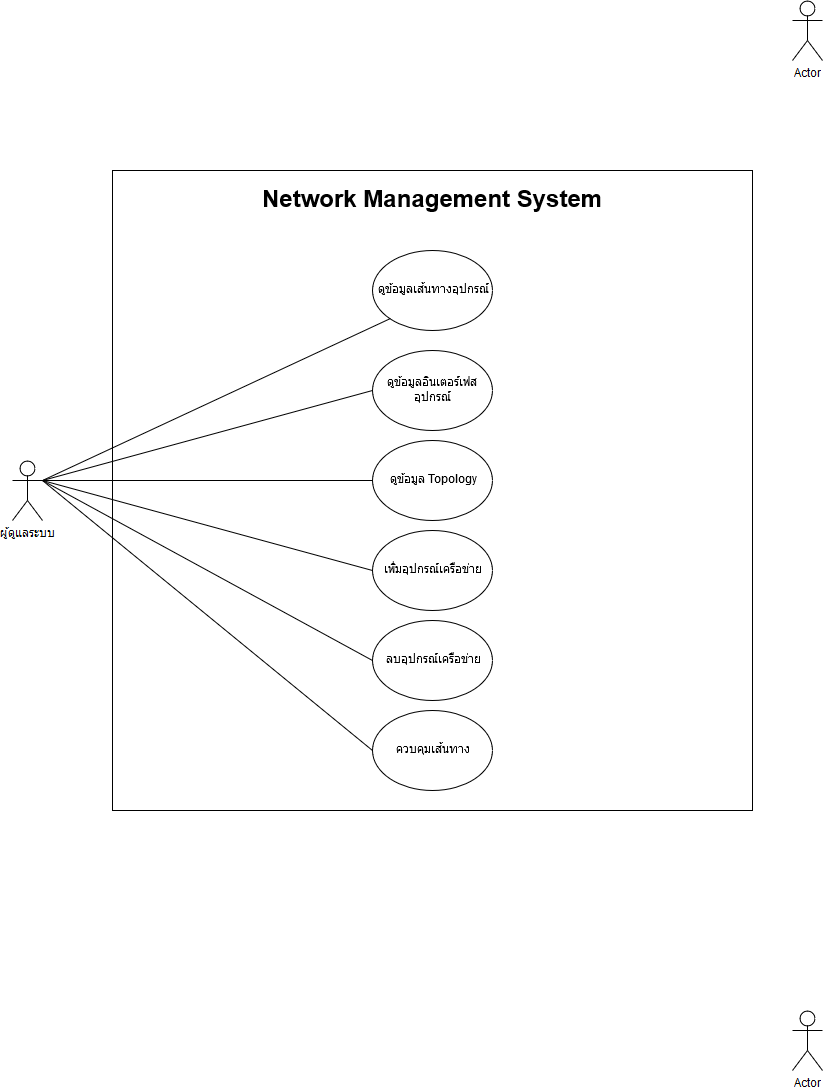 Actor
Network Management System
ดูข้อมูลเส้นทางอุปกรณ์
ดูข้อมูลอินเตอร์เฟส
อุปกรณ์
ดูข้อมูล Topology
ผู้ดูแลระบบ
เพิ่มอุปกรณ์เครือข่าย
ลบอุปกรณ์เครือข่าย
ควบคุมเส้นทาง
Actor